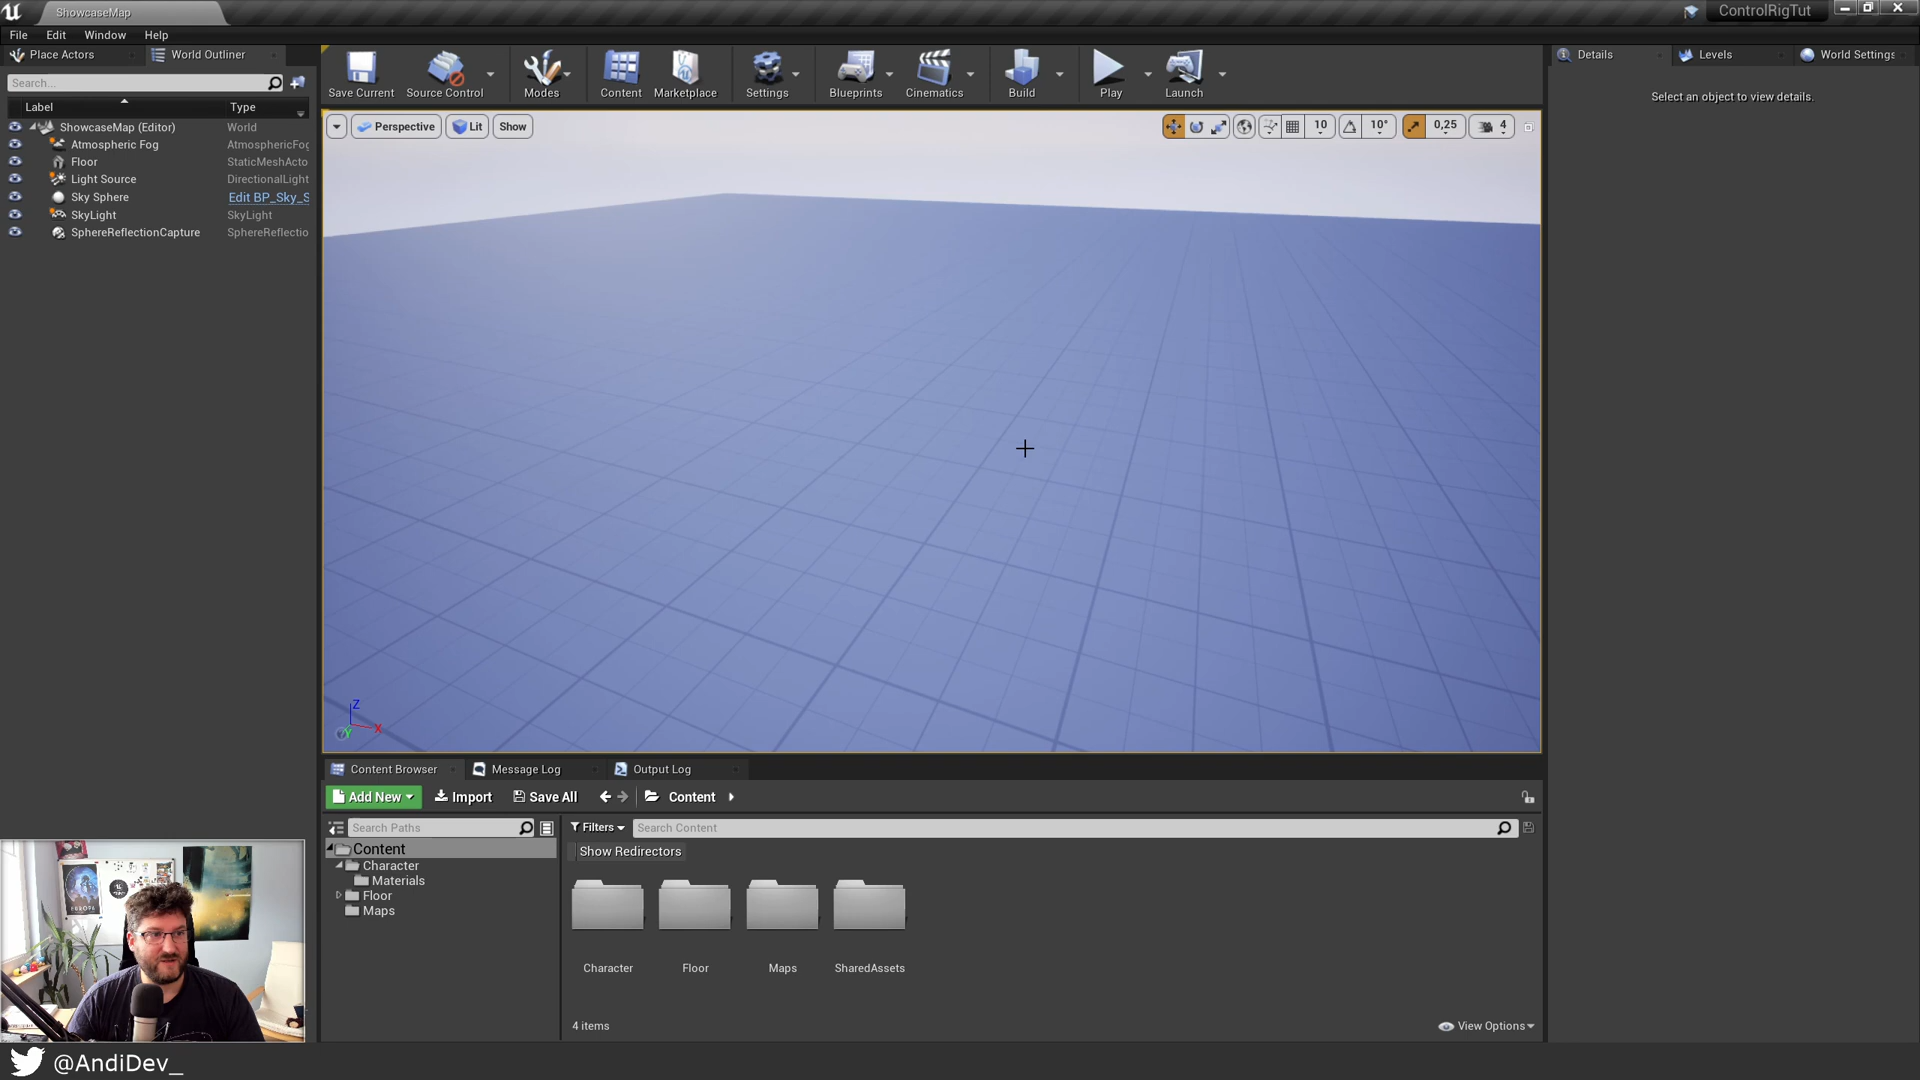 ShowcaseMap
ControlRigTut
File Edit Window Help
Place Actors
World Outliner
Search...
Label Type
ShowcaseMap (Editor) World
Atmospheric Fog AtmosphericFog
Floor StaticMeshActo
Light Source DirectionalLight
Sky Sphere Edit BP_Sky_S
SkyLight SkyLight
SphereReflectionCapture SphereReflectio
Save Current Source Control Modes Content Marketplace Settings Blueprints Cinematics Build Play Launch
Perspective Lit Show
10 10° 0,25 4
Z
X
Y
Details Levels World Settings
Select an object to view details.
Content Browser Message Log Output Log
Add New Import Save All Content
Search Paths
Filters Search Content
Show Redirectors
Content
Character
Materials
Floor
Maps
Character Floor Maps SharedAssets
4 items
View Options
EUROPA
@AndiDev_